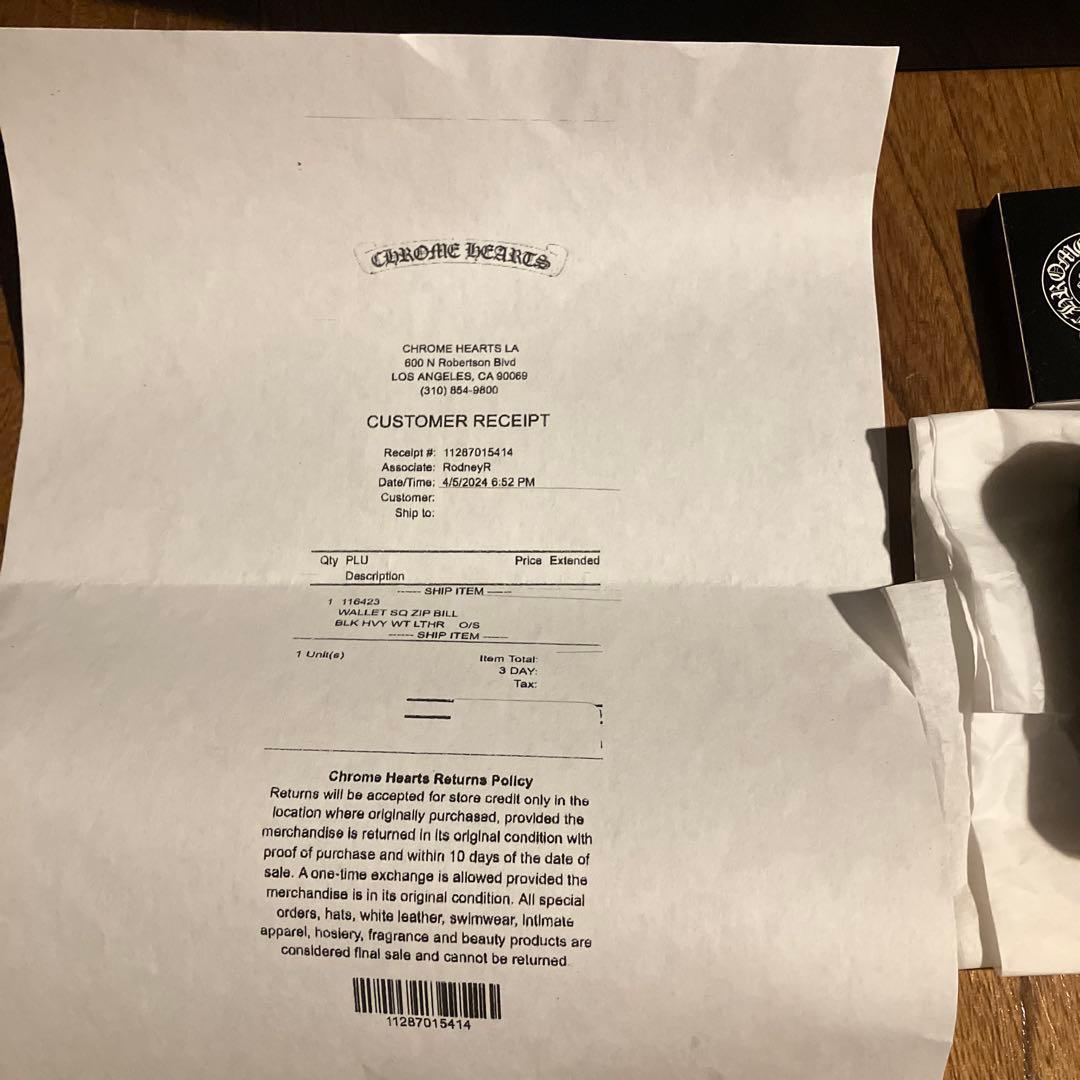 CHROME HEARTS
CHROME HEARTS LA
600 N Robertson Blvd
LOS ANGELES, CA 90069
(310) 854-9800
CUSTOMER RECEIPT
Receipt #: 11287015414
Associate: RodneyR
Date/Time: 4/5/2024 6:52 PM
Customer:
Ship to:
Qty PLU Price Extended
Description
------ SHIP ITEM ------
1 116423
WALLET SQ ZIP BILL
BLK HVY WT LTHR O/S
------ SHIP ITEM ------
1 Unit(s) Item Total:
3 DAY:
Tax:
Chrome Hearts Returns Policy
Returns will be accepted for store credit only in the
location where originally purchased, provided the
merchandise is returned in its original condition with
proof of purchase and within 10 days of the date of
sale. A one-time exchange is allowed provided the
merchandise is in its original condition. All special
orders, hats, white leather, swimwear, intimate
apparel, hosiery, fragrance and beauty products are
considered final sale and cannot be returned
11287015414